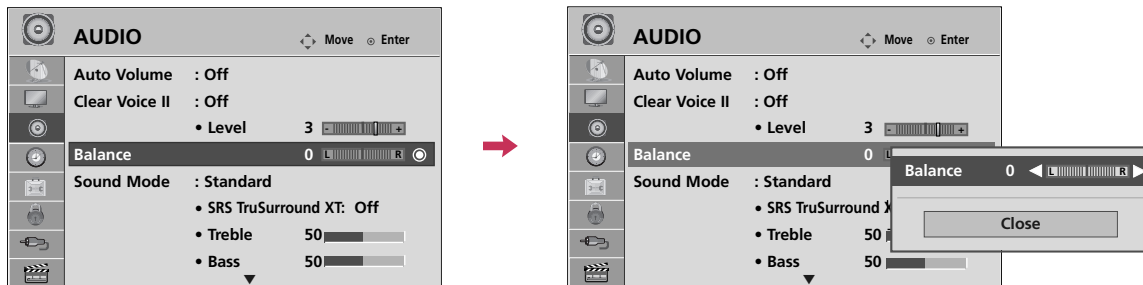 AUDIO Move Enter
Auto Volume : Off
Clear Voice II : Off
• Level 3 - +
Balance 0 L R
Sound Mode : Standard
• SRS TruSurround XT: Off
• Treble 50
• Bass 50
AUDIO Move Enter
Auto Volume : Off
Clear Voice II : Off
• Level 3 - +
Balance 0 L
Sound Mode : Standard
• SRS TruSurround X
• Treble 50
• Bass 50
Balance 0 L R
Close